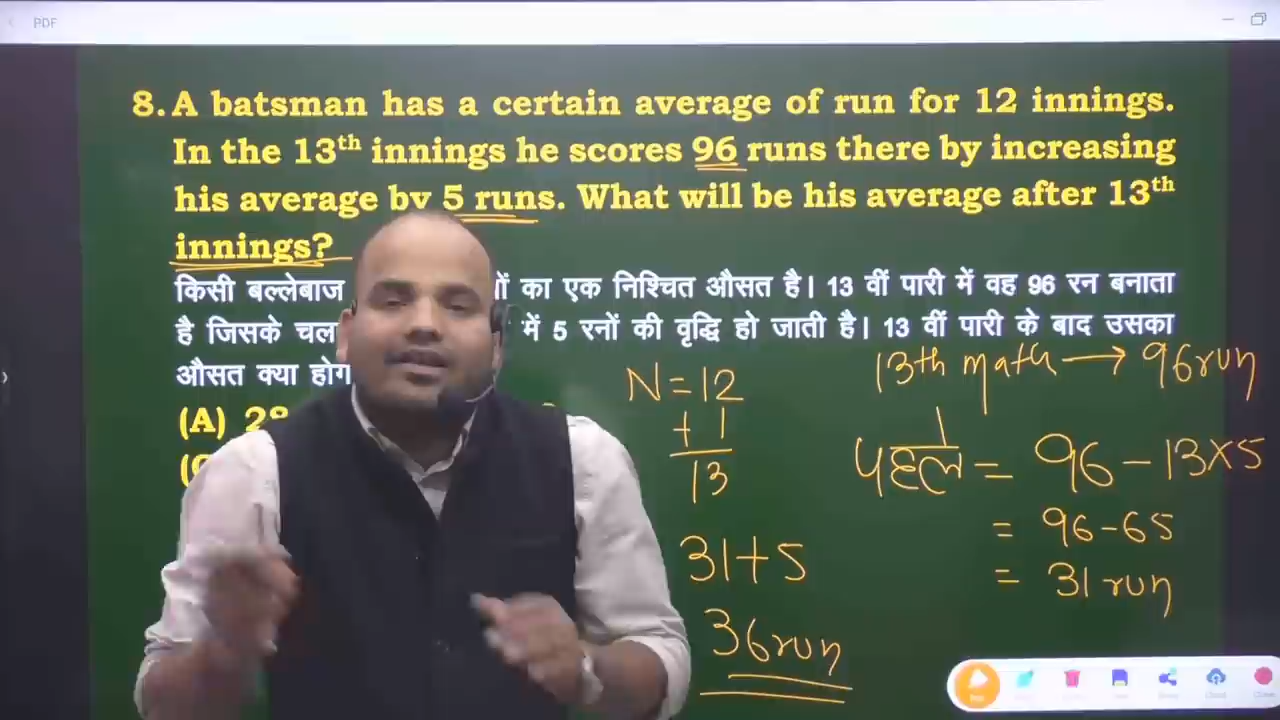 PDF
8. A batsman has a certain average of run for 12 innings.
In the 13th innings he scores 96 runs there by increasing
his average by 5 runs. What will be his average after 13th
innings?
किसी बल्लेबाज का एक निश्चित औसत है। 13 वीं पारी में वह 96 रन बनाता
है जिसके में 5 रनों की वृद्धि हो जाती है। 13 वीं पारी के बाद उसका
औसत क्या
(A)
N=12
+ 1
13
31+5
36run
13th math → 96run
पहले = 96-13×5
= 96-65
= 31 run